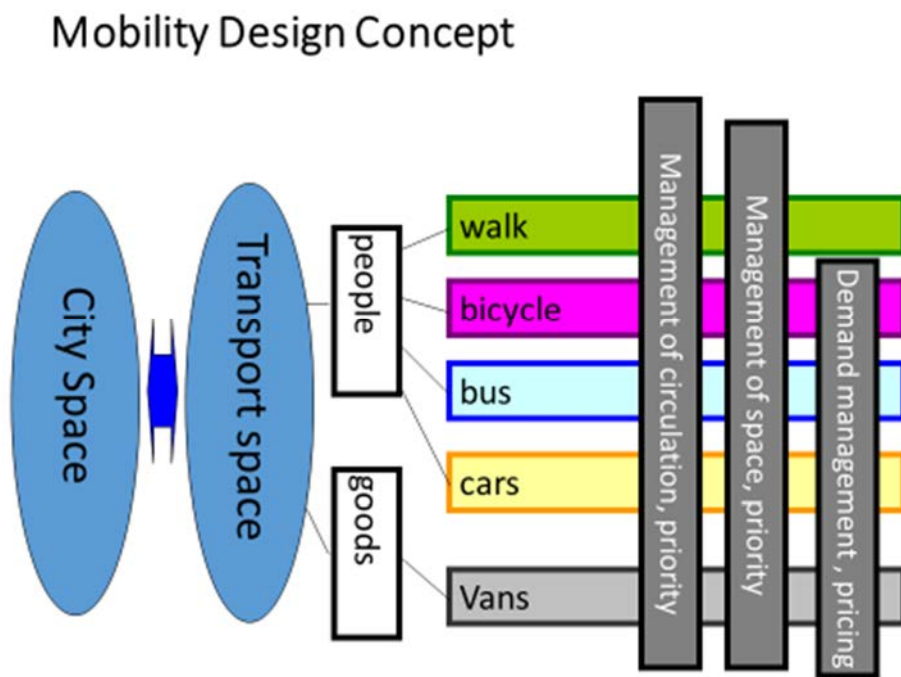 Mobility Design Concept
City Space
Transport space
people
goods
walk
bicycle
bus
cars
Vans
Management of circulation, priority
Management of space, priority
Demand management , pricing